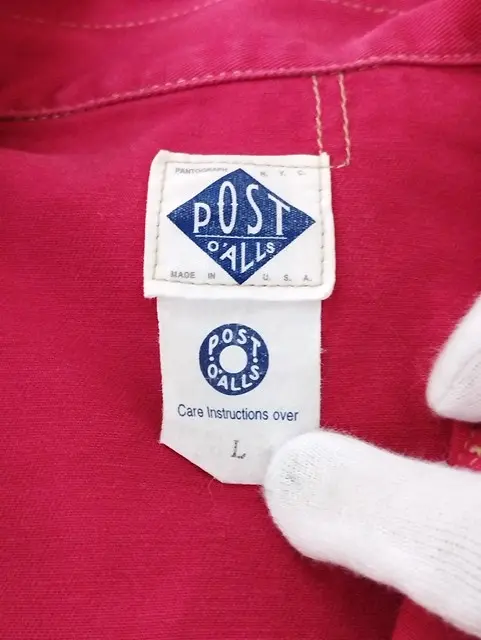 PANTOGRAPH N.Y.C.
POST
O'ALLS
MADE IN U.S.A.
POST
O'ALLS
Care Instructions over
L